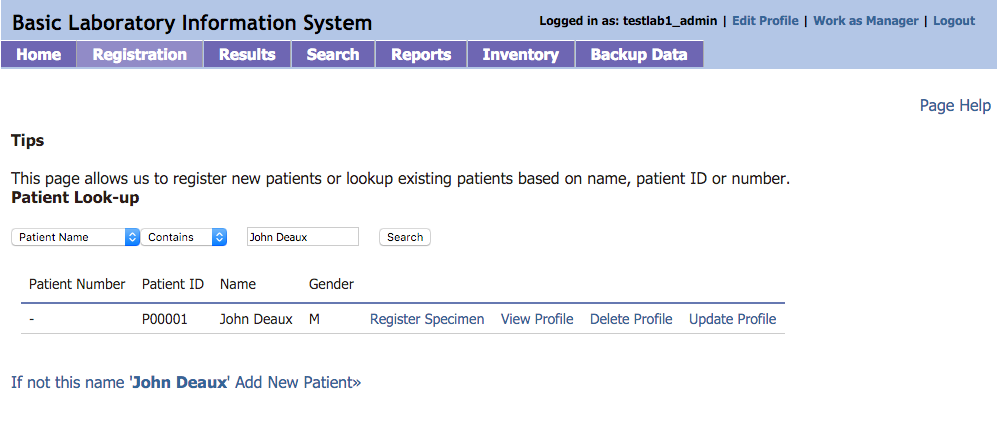 Basic Laboratory Information System
Logged in as: testlab1_admin | Edit Profile | Work as Manager | Logout
Home Registration Results Search Reports Inventory Backup Data
Page Help
Tips
This page allows us to register new patients or lookup existing patients based on name, patient ID or number.
Patient Look-up
Patient Name Contains John Deaux Search
Patient Number Patient ID Name Gender
- P00001 John Deaux M Register Specimen View Profile Delete Profile Update Profile
If not this name 'John Deaux' Add New Patient»